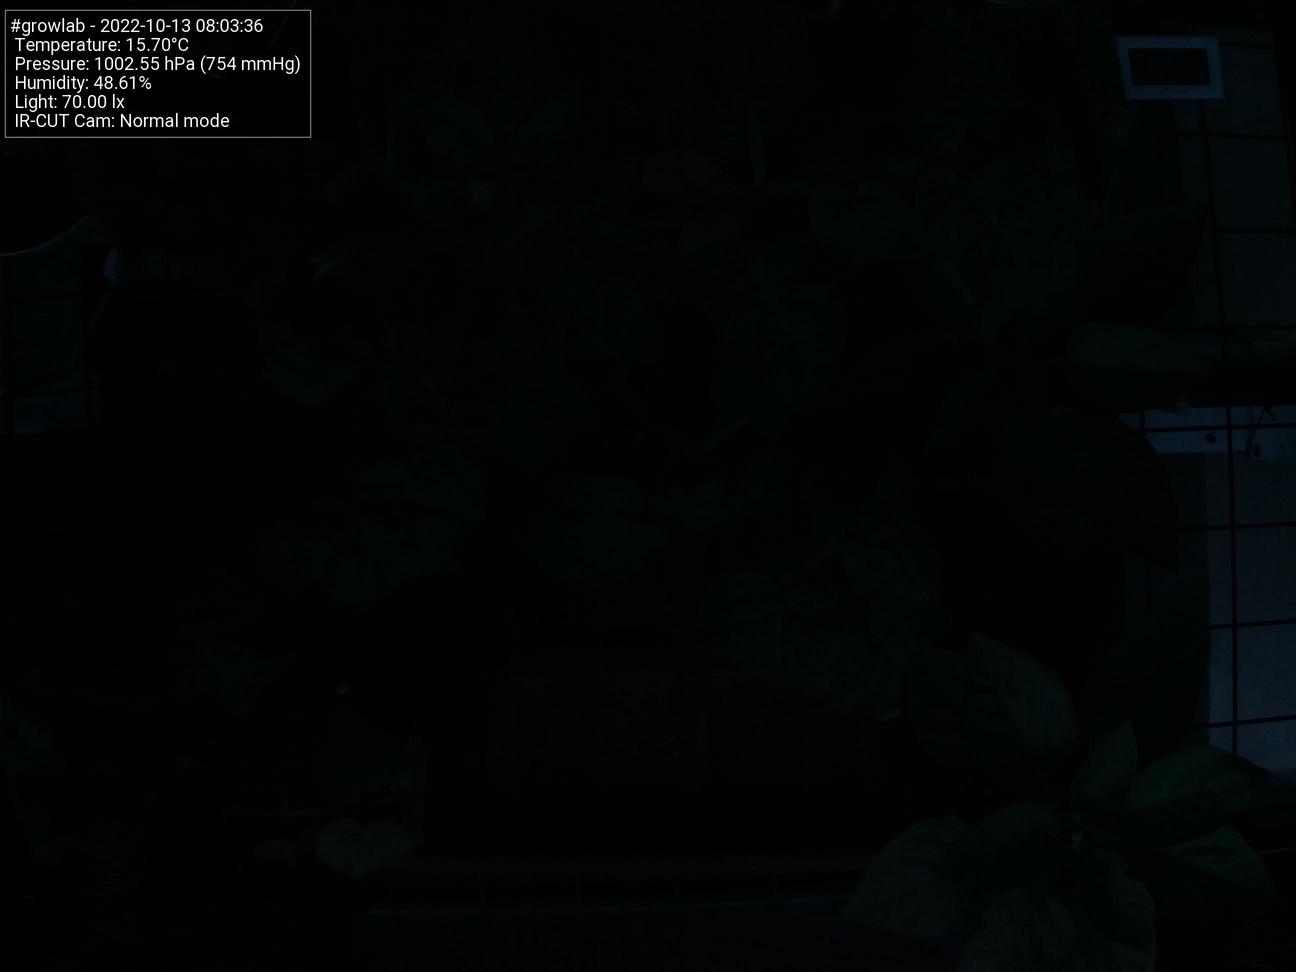 #growlab - 2022-10-13 08:03:36
Temperature: 15.70°C
Pressure: 1002.55 hPa (754 mmHg)
Humidity: 48.61%
Light: 70.00 lx
IR-CUT Cam: Normal mode